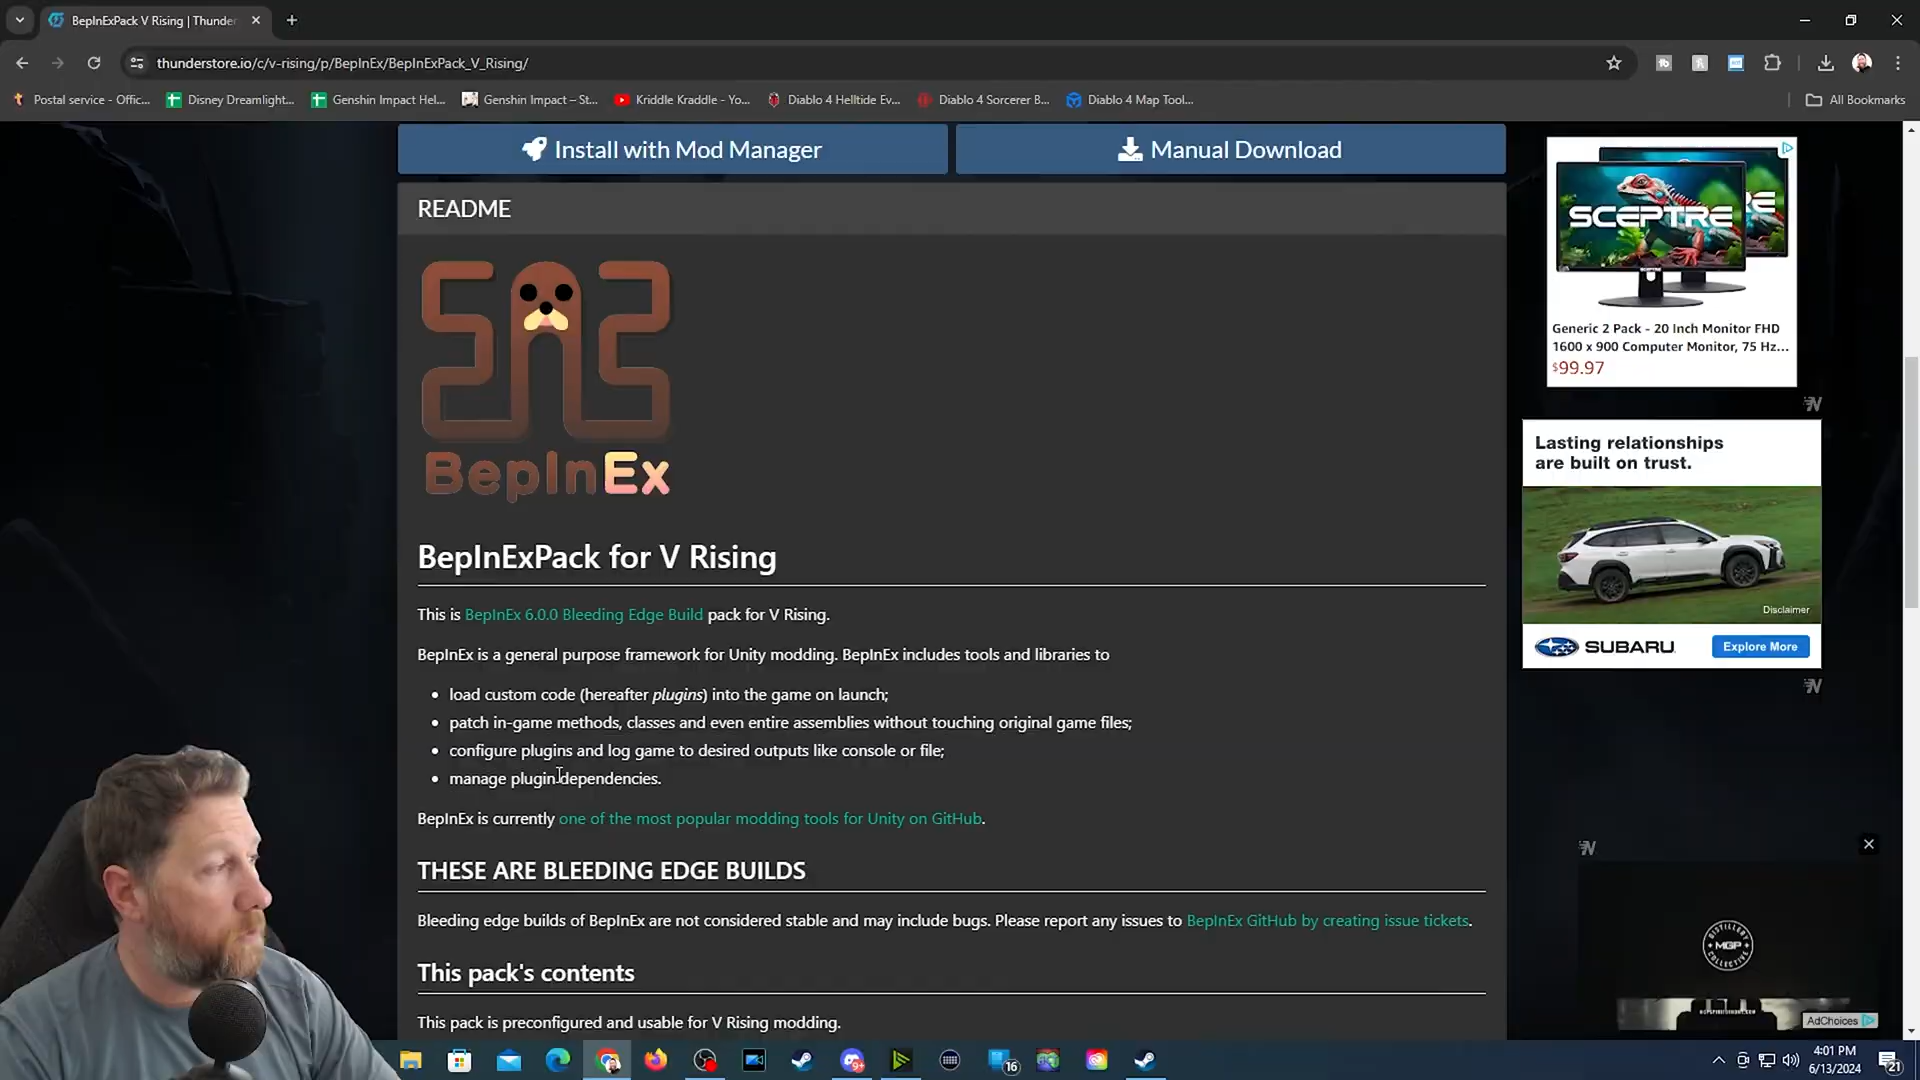 BepInExPack V Rising | Thunder
thunderstore.io/c/v-rising/p/BepInEx/BepInExPack_V_Rising/
Postal service - Offic...
Disney Dreamlight...
Genshin Impact Hel...
Genshin Impact – St...
Kriddle Kraddle - Yo...
Diablo 4 Helltide Ev...
Diablo 4 Sorcerer B...
Diablo 4 Map Tool...
All Bookmarks
Install with Mod Manager
Manual Download
README
BepInEx
BepInExPack for V Rising
This is BepInEx 6.0.0 Bleeding Edge Build pack for V Rising.
BepInEx is a general purpose framework for Unity modding. BepInEx includes tools and libraries to
load custom code (hereafter plugins) into the game on launch;
patch in-game methods, classes and even entire assemblies without touching original game files;
configure plugins and log game to desired outputs like console or file;
manage plugin dependencies.
BepInEx is currently one of the most popular modding tools for Unity on GitHub.
THESE ARE BLEEDING EDGE BUILDS
Bleeding edge builds of BepInEx are not considered stable and may include bugs. Please report any issues to BepInEx GitHub by creating issue tickets.
This pack's contents
This pack is preconfigured and usable for V Rising modding.
SCEPTRE
Generic 2 Pack - 20 Inch Monitor FHD
1600 x 900 Computer Monitor, 75 Hz...
$99.97
Lasting relationships
are built on trust.
Disclaimer
SUBARU
Explore More
DISTILLERY
MGP
COLLECTIVE
AdChoices
9+
16
4:01 PM
6/13/2024
21